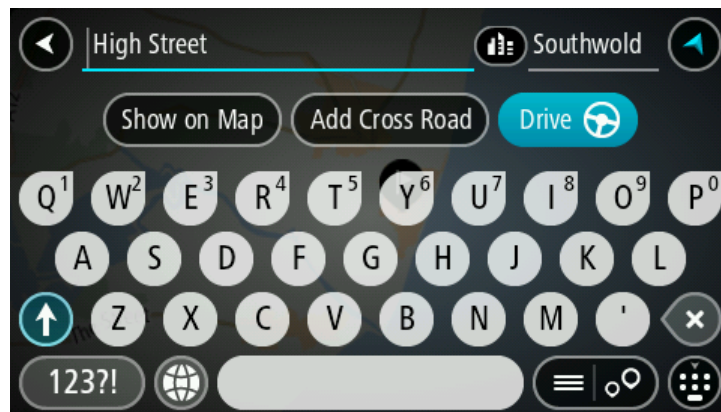 High Street Southwold
Show on Map Add Cross Road Drive
Q1 W2 E3 R4 T5 Y6 U7 I8 O9 P0
A S D F G H J K L
Z X C V B N M '
123?!